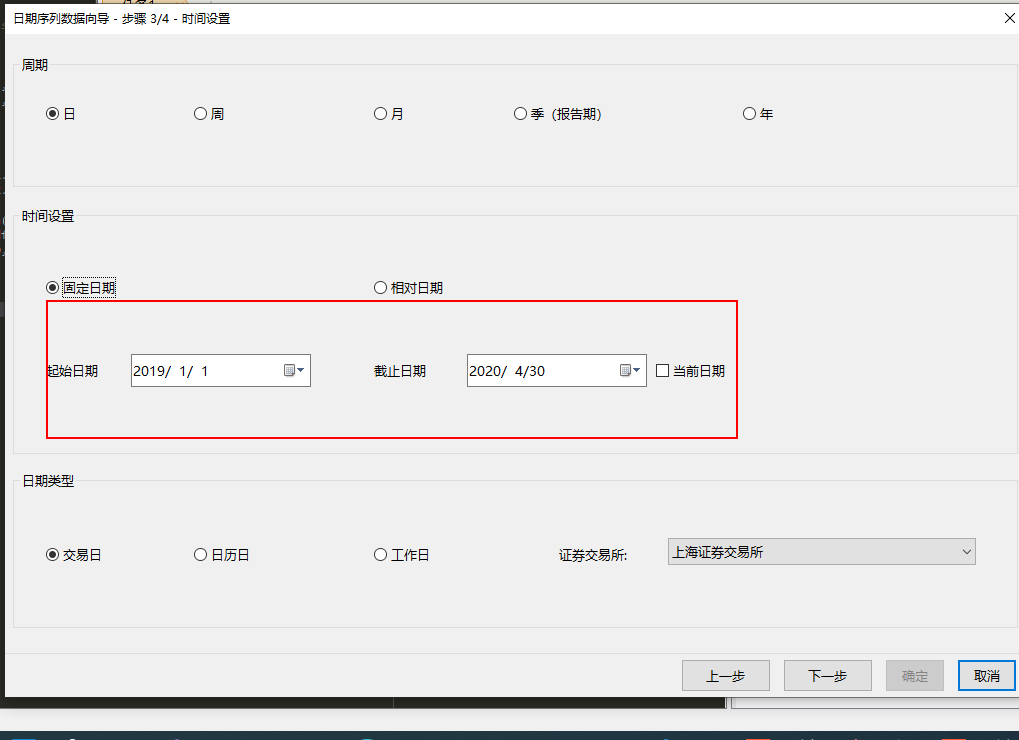 日期序列数据向导 - 步骤 3/4 - 时间设置
周期
日 周 月 季（报告期） 年
时间设置
固定日期 相对日期
起始日期 2019/ 1/ 1 截止日期 2020/ 4/30 当前日期
日期类型
交易日 日历日 工作日 证券交易所: 上海证券交易所
上一步 下一步 确定 取消